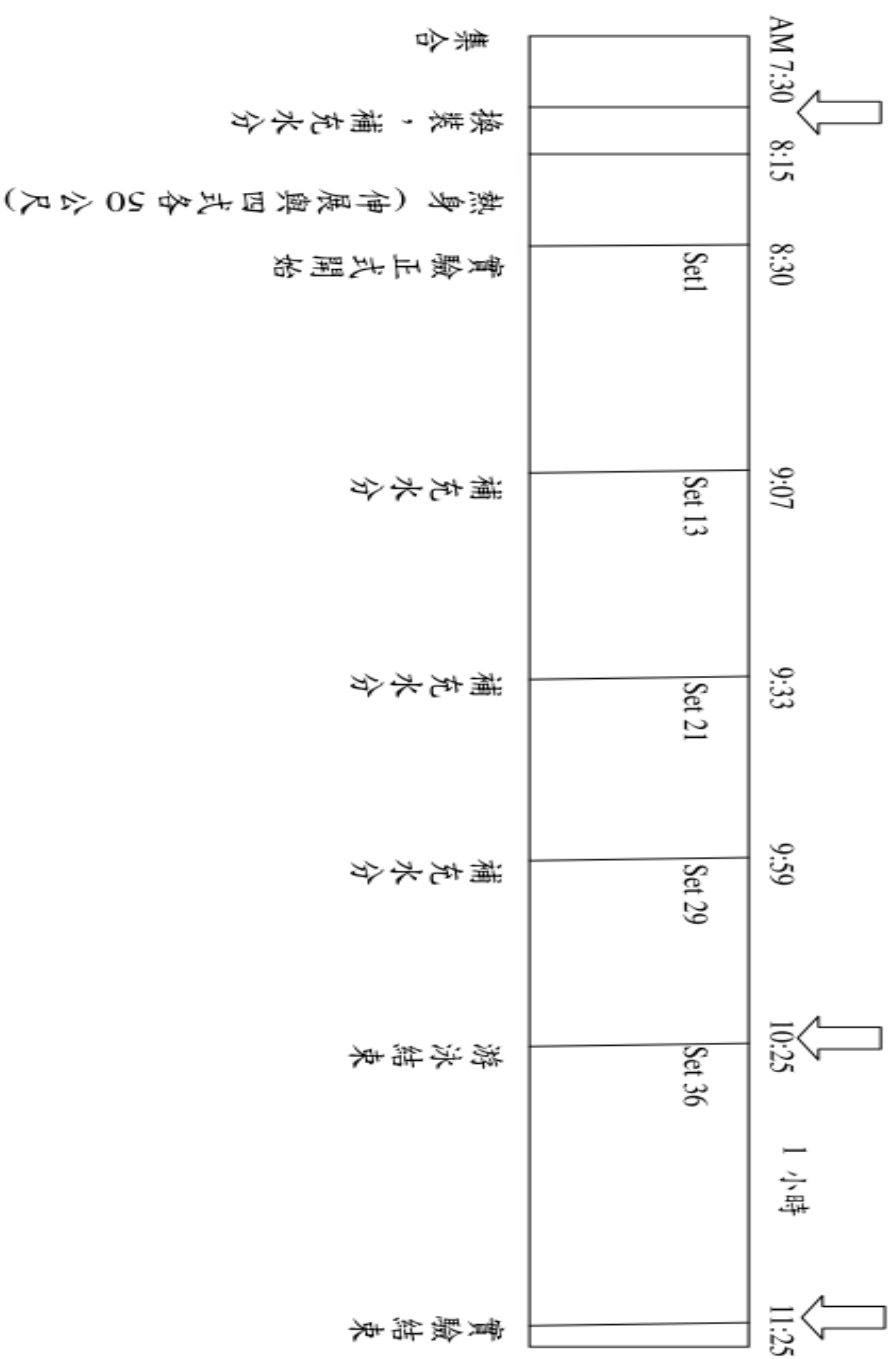 AM 7:30 8:15 8:30 9:07 9:33 9:59 10:25 1 小時 11:25
Set1 Set 13 Set 21 Set 29 Set 36
集合
換裝，補充水分
熱身（伸展與四式各50公尺）
實驗正式開始
補充水分
補充水分
補充水分
游泳結束
實驗結束